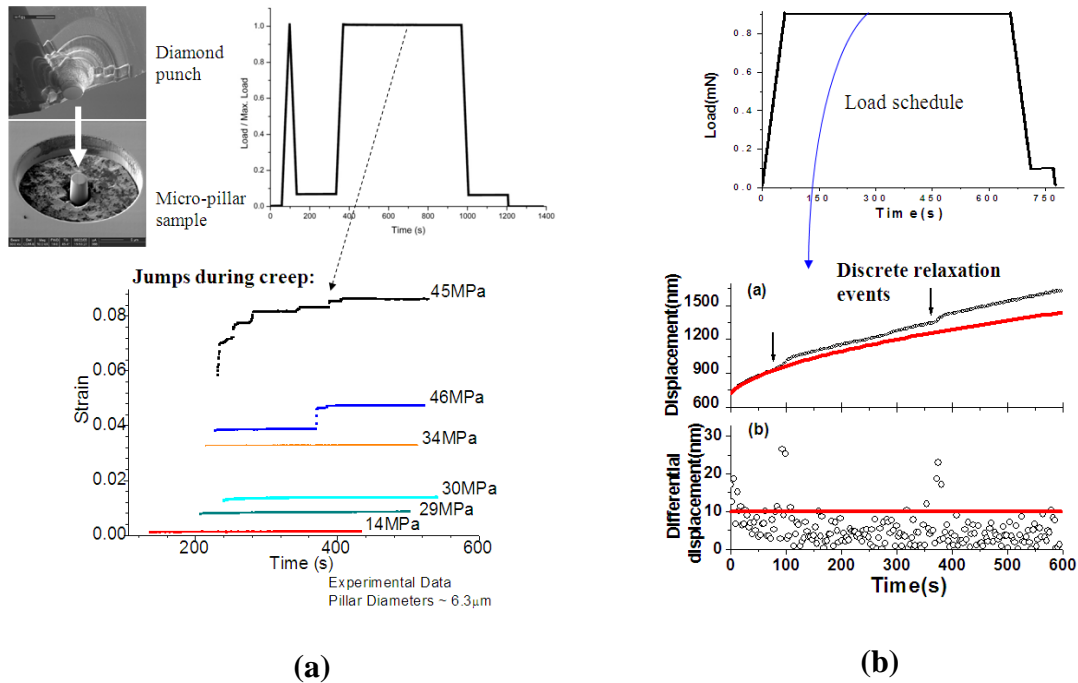 Diamond
punch
Micro-pillar
sample
Load / Max. Load
1.0
0.8
0.6
0.4
0.2
0.0
0 200 400 600 800 1000 1200 1400
Time (s)
Jumps during creep:
45MPa
46MPa
34MPa
30MPa
29MPa
14MPa
Strain
0.08
0.06
0.04
0.02
0.00
200 400 600
Time (s)
Experimental Data
Pillar Diameters ~ 6.3μm
(a)
Load(mN)
0.9
0.6
0.3
0.0
0 150 300 450 600 750
Time(s)
Load schedule
Discrete relaxation
events
(a)
Displacement(nm)
1500
1200
900
600
(b)
Differential
displacement(nm)
30
20
10
0
0 100 200 300 400 500 600
Time(s)
(b)